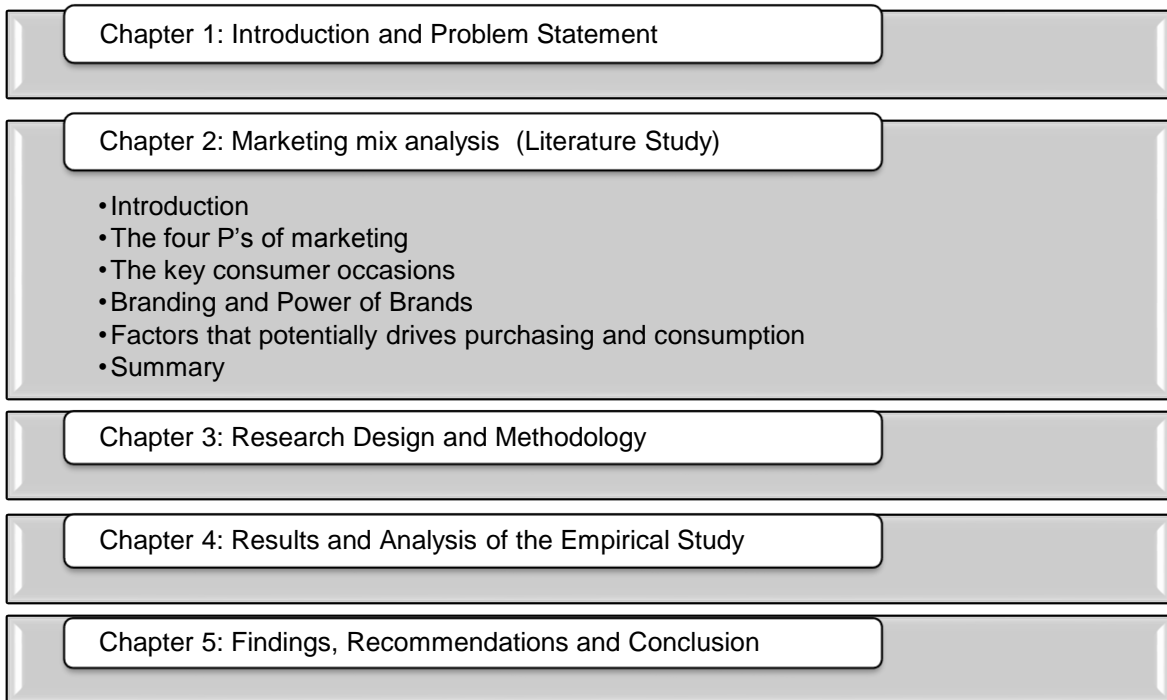 Chapter 1: Introduction and Problem Statement
Chapter 2: Marketing mix analysis  (Literature Study)
•Introduction
•The four P’s of marketing
•The key consumer occasions
•Branding and Power of Brands
•Factors that potentially drives purchasing and consumption
•Summary
Chapter 3: Research Design and Methodology
Chapter 4: Results and Analysis of the Empirical Study
Chapter 5: Findings, Recommendations and Conclusion